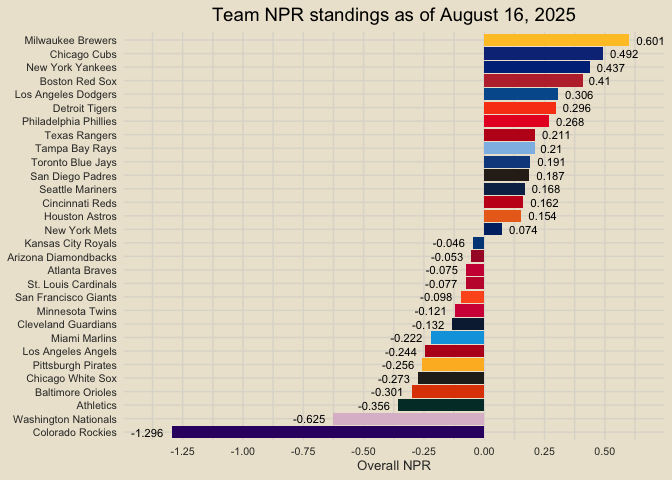 Team NPR standings as of August 16, 2025
Milwaukee Brewers 0.601
Chicago Cubs 0.492
New York Yankees 0.437
Boston Red Sox 0.41
Los Angeles Dodgers 0.306
Detroit Tigers 0.296
Philadelphia Phillies 0.268
Texas Rangers 0.211
Tampa Bay Rays 0.21
Toronto Blue Jays 0.191
San Diego Padres 0.187
Seattle Mariners 0.168
Cincinnati Reds 0.162
Houston Astros 0.154
New York Mets 0.074
Kansas City Royals -0.046
Arizona Diamondbacks -0.053
Atlanta Braves -0.075
St. Louis Cardinals -0.077
San Francisco Giants -0.098
Minnesota Twins -0.121
Cleveland Guardians -0.132
Miami Marlins -0.222
Los Angeles Angels -0.244
Pittsburgh Pirates -0.256
Chicago White Sox -0.273
Baltimore Orioles -0.301
Athletics -0.356
Washington Nationals -0.625
Colorado Rockies -1.296
-1.25 -1.00 -0.75 -0.50 -0.25 0.00 0.25 0.50
Overall NPR